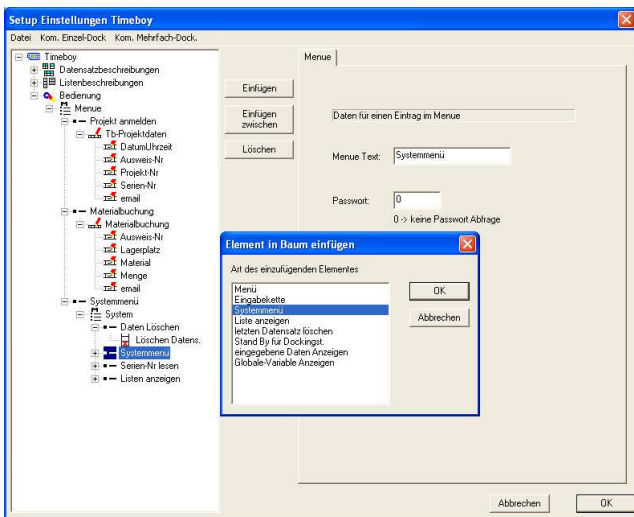 Setup Einstellungen Timeboy
Datei Kom. Einzel-Dock Kom. Mehrfach-Dock.
Timeboy
Datensatzbeschreibungen
Listenbeschreibungen
Bedienung
Menue
Projekt anmelden
Tb-Projektdaten
DatumUhrzeit
Ausweis-Nr
Projekt-Nr
Serien-Nr
email
Materialbuchung
Materialbuchung
Ausweis-Nr
Lagerplatz
Material
Menge
email
Systemmenü
System
Daten Löschen
Löschen Datens.
Systemmenü
Serien-Nr lesen
Listen anzeigen
Einfügen
Einfügen
zwischen
Löschen
Menue
Daten für einen Eintrag im Menue
Menue Text: Systemmenü
Passwort: 0
0 -> keine Passwort Abfrage
Element in Baum einfügen
Art des einzufügenden Elementes
Menü
Eingabekette
Systemmenü
Liste anzeigen
letzten Datensatz löschen
Stand By für Dockingst.
eingegebene Daten Anzeigen
Globale-Variable Anzeigen
OK
Abbrechen
Abbrechen OK